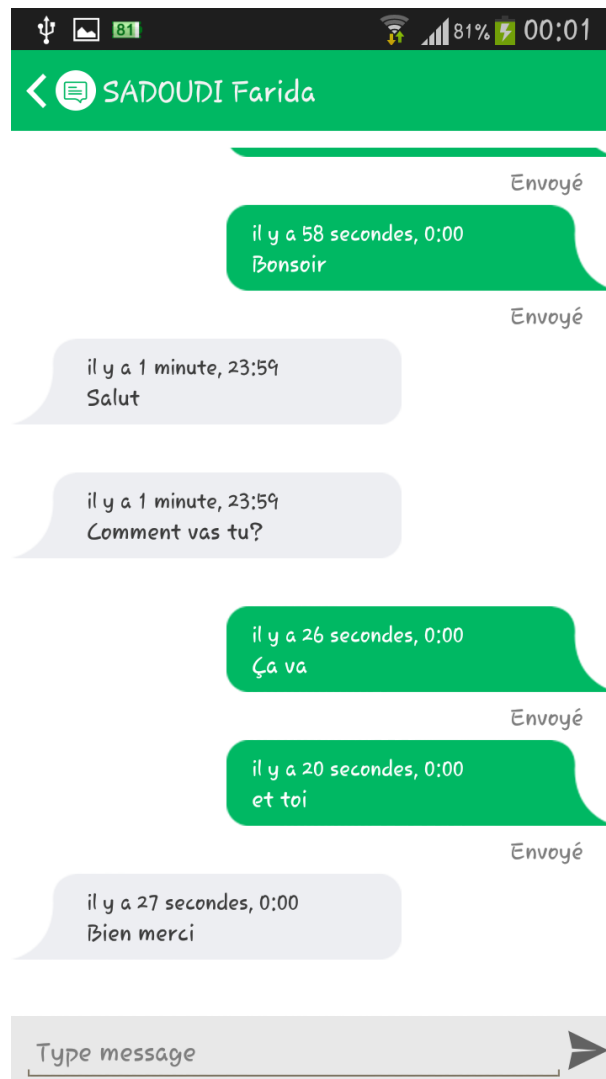 81 81% 00:01
SADOUDI Farida
Envoyé
il y a 58 secondes, 0:00
Bonsoir
Envoyé
il y a 1 minute, 23:59
Salut
il y a 1 minute, 23:59
Comment vas tu?
il y a 26 secondes, 0:00
Ça va
Envoyé
il y a 20 secondes, 0:00
et toi
Envoyé
il y a 27 secondes, 0:00
Bien merci
Type message